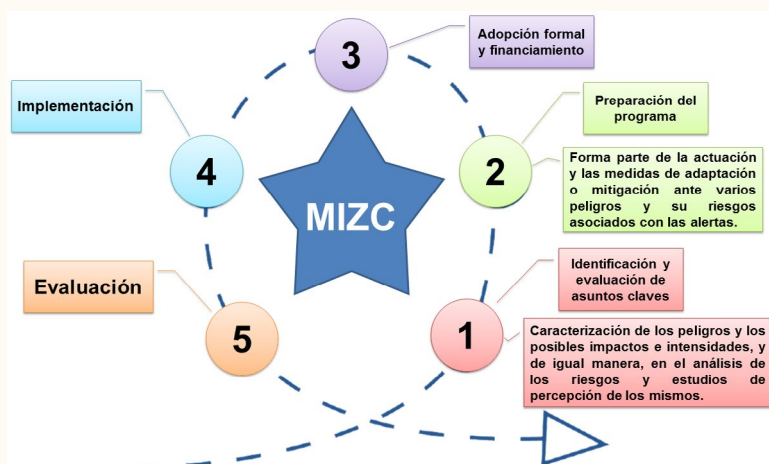 3
Adopción formal
y financiamiento
Implementación
4
Preparación del
programa
2
Forma parte de la actuación
y las medidas de adaptación
o mitigación ante varios
peligros y su riesgos
asociados con las alertas.
MIZC
Evaluación
5
Identificación y
evaluación de
asuntos claves
1
Caracterización de los peligros y los
posibles impactos e intensidades, y
de igual manera, en el análisis de
los riesgos y estudios de
percepción de los mismos.